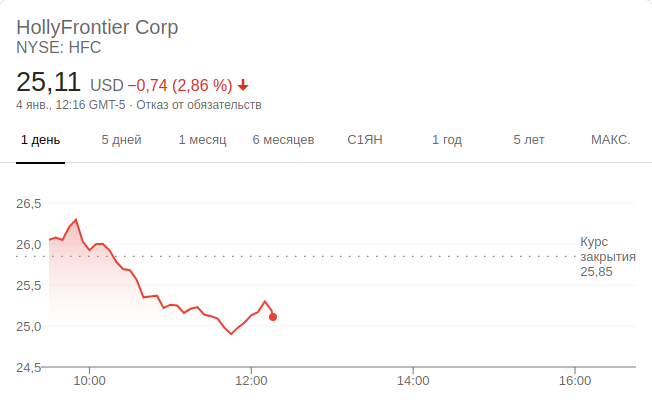 HollyFrontier Corp
NYSE: HFC
25,11 USD −0,74 (2,86 %)
4 янв., 12:16 GMT-5 · Отказ от обязательств
1 день 5 дней 1 месяц 6 месяцев С1ЯН 1 год 5 лет МАКС.
26,5
26,0
Курс
закрытия
25,85
25,5
25,0
24,5
10:00 12:00 14:00 16:00